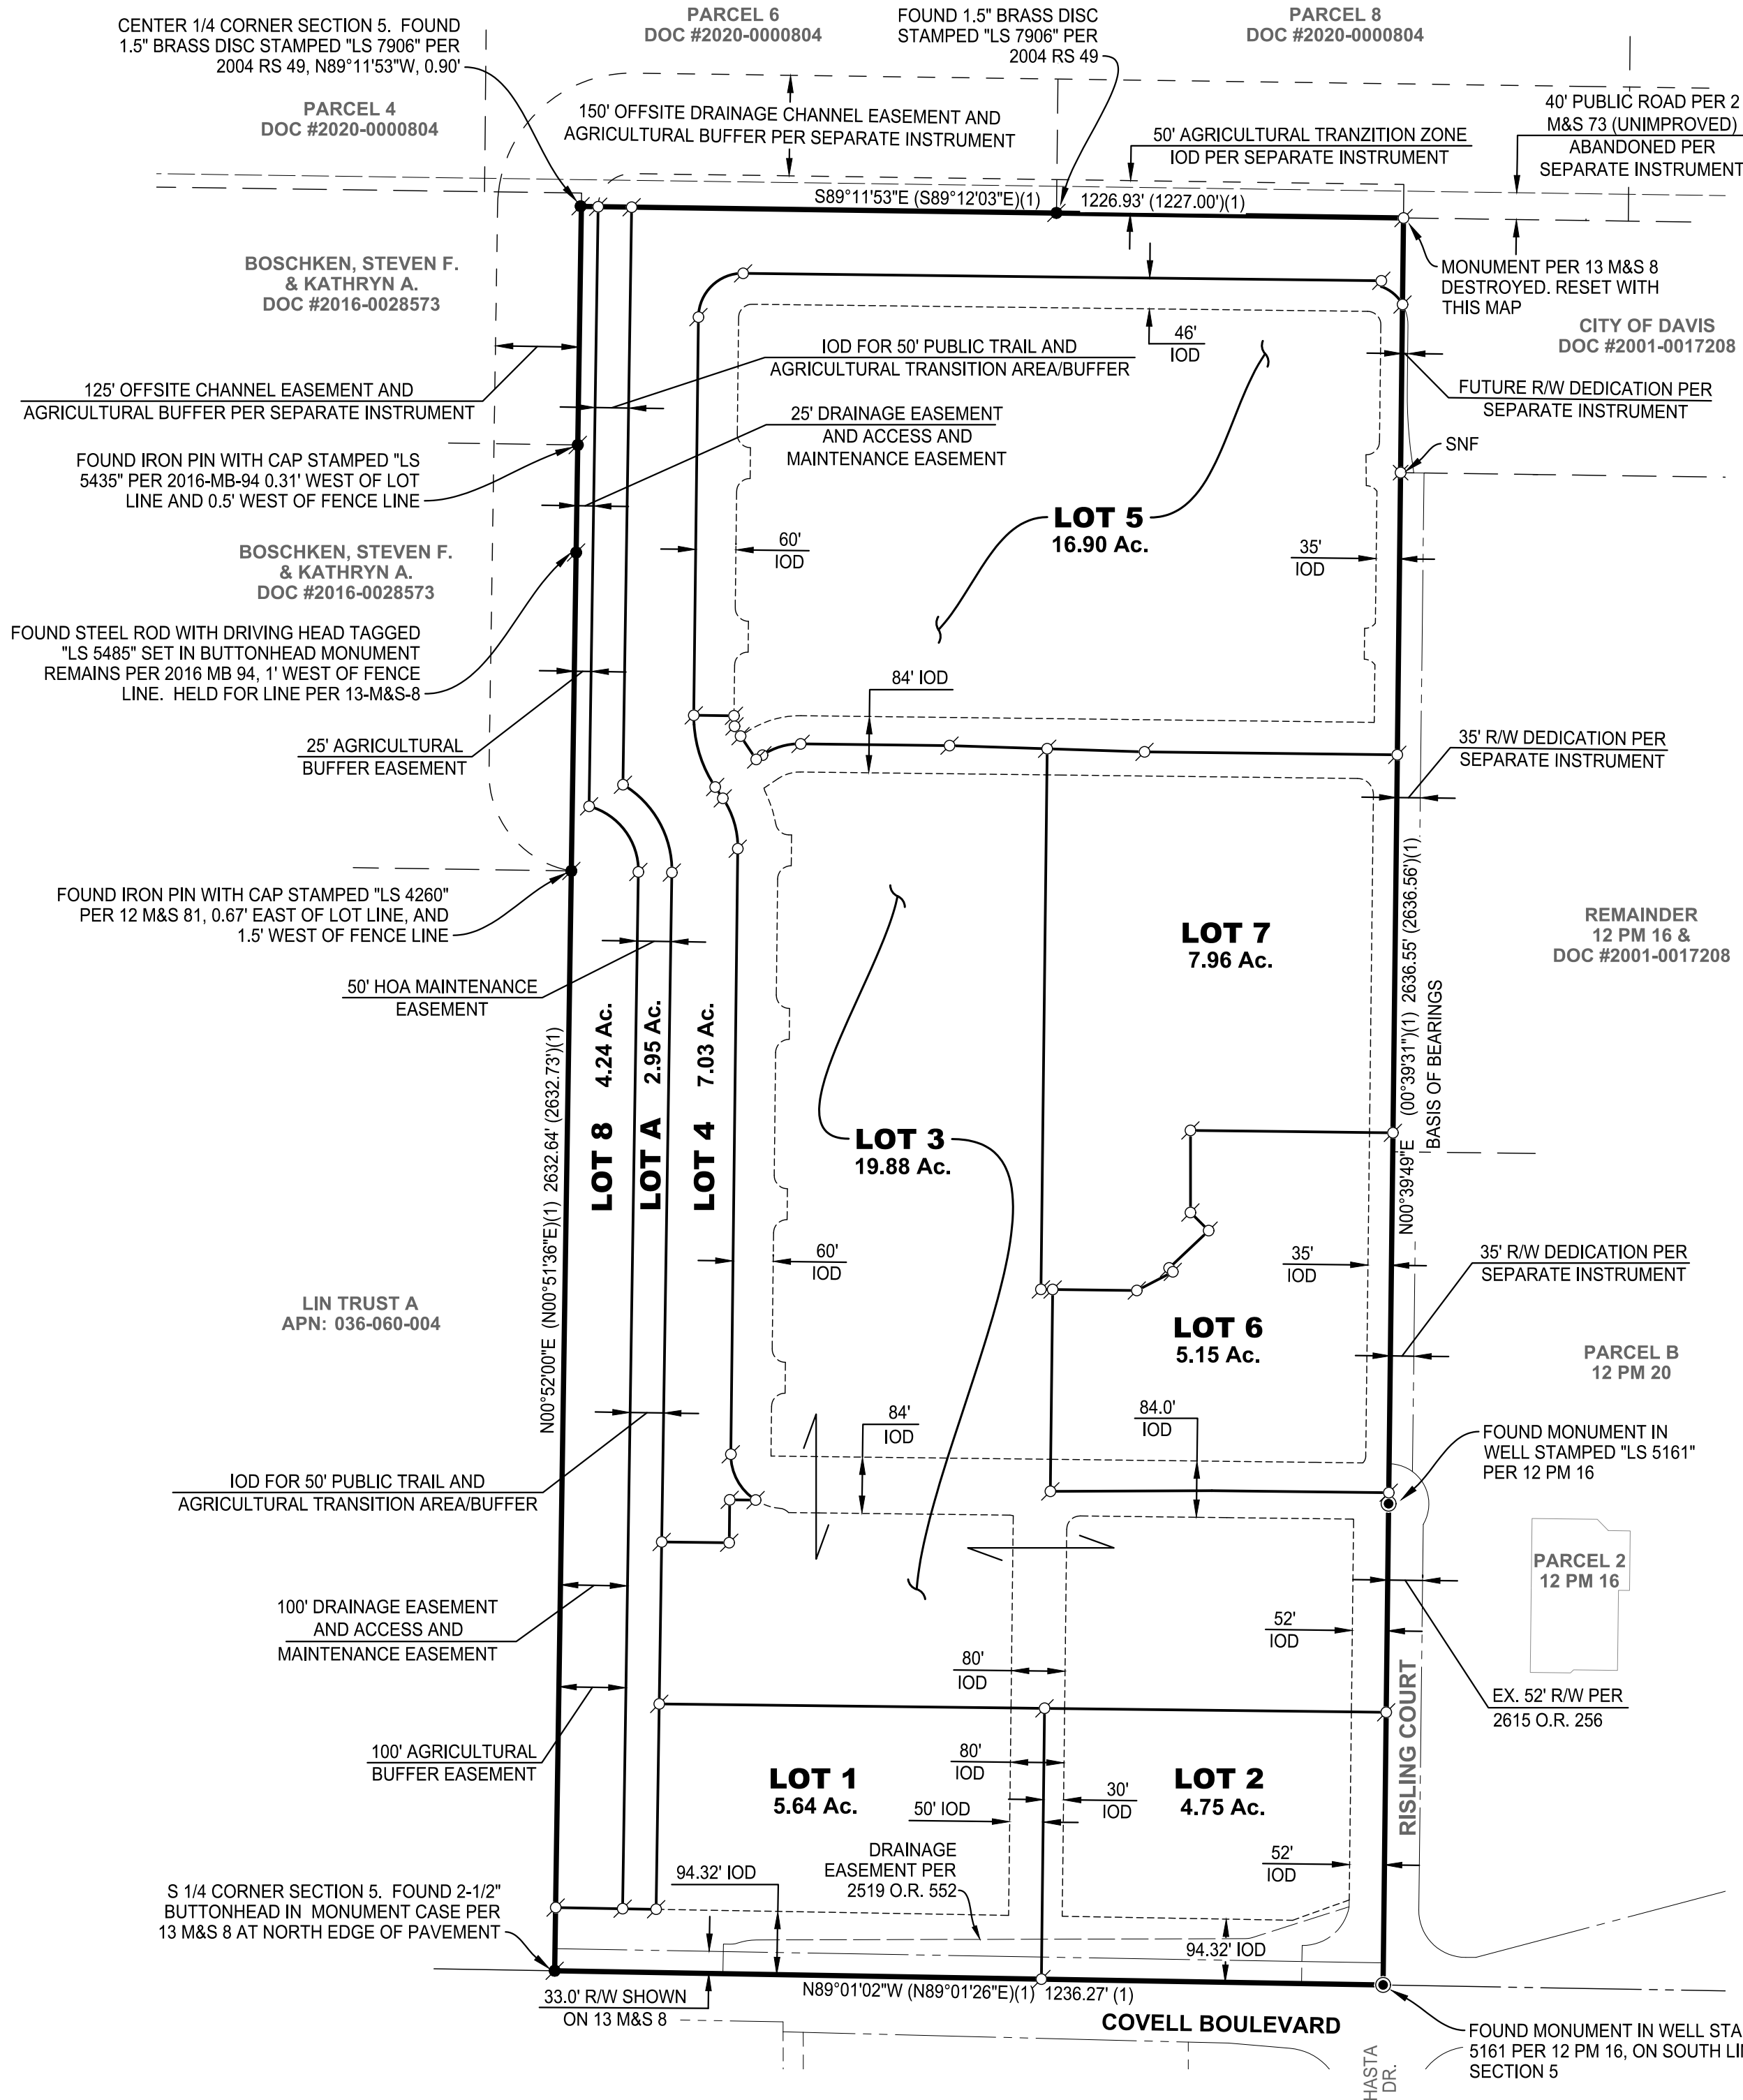 CENTER 1/4 CORNER SECTION 5. FOUND
1.5" BRASS DISC STAMPED "LS 7906" PER
2004 RS 49, N89°11'53"W, 0.90'
PARCEL 6
DOC #2020-0000804
FOUND 1.5" BRASS DISC
STAMPED "LS 7906" PER
2004 RS 49
PARCEL 8
DOC #2020-0000804
PARCEL 4
DOC #2020-0000804
150' OFFSITE DRAINAGE CHANNEL EASEMENT AND
AGRICULTURAL BUFFER PER SEPARATE INSTRUMENT
50' AGRICULTURAL TRANZITION ZONE
IOD PER SEPARATE INSTRUMENT
40' PUBLIC ROAD PER 2
M&S 73 (UNIMPROVED)
ABANDONED PER
SEPARATE INSTRUMENT
S89°11'53"E (S89°12'03"E)(1) 1226.93' (1227.00')(1)
BOSCHKEN, STEVEN F.
& KATHRYN A.
DOC #2016-0028573
MONUMENT PER 13 M&S 8
DESTROYED. RESET WITH
THIS MAP
CITY OF DAVIS
DOC #2001-0017208
46'
IOD
IOD FOR 50' PUBLIC TRAIL AND
AGRICULTURAL TRANSITION AREA/BUFFER
125' OFFSITE CHANNEL EASEMENT AND
AGRICULTURAL BUFFER PER SEPARATE INSTRUMENT
FUTURE R/W DEDICATION PER
SEPARATE INSTRUMENT
25' DRAINAGE EASEMENT
AND ACCESS AND
MAINTENANCE EASEMENT
SNF
FOUND IRON PIN WITH CAP STAMPED "LS
5435" PER 2016-MB-94 0.31' WEST OF LOT
LINE AND 0.5' WEST OF FENCE LINE
LOT 5
16.90 Ac.
60'
IOD
35'
IOD
BOSCHKEN, STEVEN F.
& KATHRYN A.
DOC #2016-0028573
FOUND STEEL ROD WITH DRIVING HEAD TAGGED
"LS 5485" SET IN BUTTONHEAD MONUMENT
REMAINS PER 2016 MB 94, 1' WEST OF FENCE
LINE. HELD FOR LINE PER 13-M&S-8
84' IOD
25' AGRICULTURAL
BUFFER EASEMENT
35' R/W DEDICATION PER
SEPARATE INSTRUMENT
FOUND IRON PIN WITH CAP STAMPED "LS 4260"
PER 12 M&S 81, 0.67' EAST OF LOT LINE, AND
1.5' WEST OF FENCE LINE
LOT 7
7.96 Ac.
REMAINDER
12 PM 16 &
DOC #2001-0017208
50' HOA MAINTENANCE
EASEMENT
N00°52'00"E (N00°51'36"E)(1) 2632.64' (2632.73')(1)
LOT 8 4.24 Ac.
LOT A 2.95 Ac.
LOT 4 7.03 Ac.
N00°39'49"E (00°39'31")(1) 2636.55' (2636.56')(1)
BASIS OF BEARINGS
LOT 3
19.88 Ac.
60'
IOD
35'
IOD
35' R/W DEDICATION PER
SEPARATE INSTRUMENT
LIN TRUST A
APN: 036-060-004
LOT 6
5.15 Ac.
PARCEL B
12 PM 20
84'
IOD
84.0'
IOD
FOUND MONUMENT IN
WELL STAMPED "LS 5161"
PER 12 PM 16
IOD FOR 50' PUBLIC TRAIL AND
AGRICULTURAL TRANSITION AREA/BUFFER
PARCEL 2
12 PM 16
100' DRAINAGE EASEMENT
AND ACCESS AND
MAINTENANCE EASEMENT
52'
IOD
80'
IOD
EX. 52' R/W PER
2615 O.R. 256
RISLING COURT
100' AGRICULTURAL
BUFFER EASEMENT
80'
IOD
LOT 1
5.64 Ac.
LOT 2
4.75 Ac.
30'
IOD
50' IOD
DRAINAGE
EASEMENT PER
2519 O.R. 552
52'
IOD
94.32' IOD
S 1/4 CORNER SECTION 5. FOUND 2-1/2"
BUTTONHEAD IN MONUMENT CASE PER
13 M&S 8 AT NORTH EDGE OF PAVEMENT
94.32' IOD
33.0' R/W SHOWN
ON 13 M&S 8
N89°01'02"W (N89°01'26"E)(1) 1236.27' (1)
COVELL BOULEVARD
FOUND MONUMENT IN WELL STA
5161 PER 12 PM 16, ON SOUTH LI
SECTION 5
HASTA
DR.